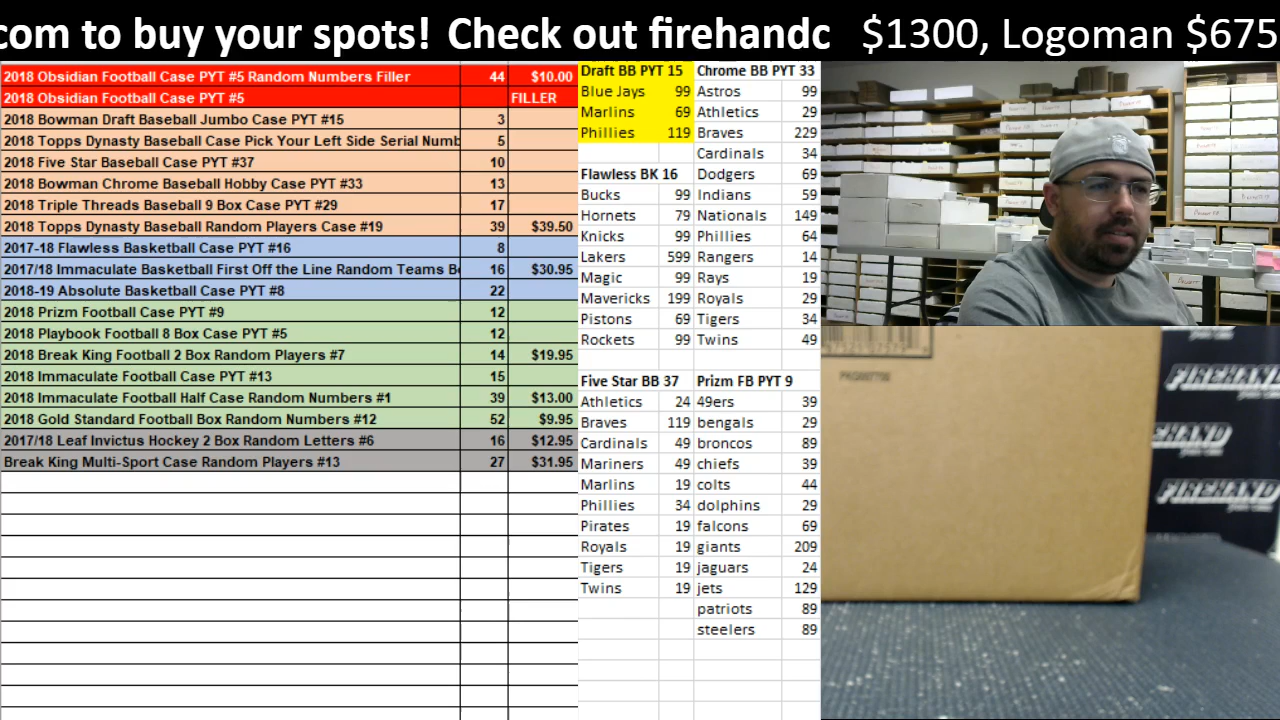 com to buy your spots! Check out firehandc $1300, Logoman $675
2018 Obsidian Football Case PYT #5 Random Numbers Filler 44 $10.00
2018 Obsidian Football Case PYT #5 FILLER
2018 Bowman Draft Baseball Jumbo Case PYT #15 3
2018 Topps Dynasty Baseball Case Pick Your Left Side Serial Numb 5
2018 Five Star Baseball Case PYT #37 10
2018 Bowman Chrome Baseball Hobby Case PYT #33 13
2018 Triple Threads Baseball 9 Box Case PYT #29 17
2018 Topps Dynasty Baseball Random Players Case #19 39 $39.50
2017-18 Flawless Basketball Case PYT #16 8
2017/18 Immaculate Basketball First Off the Line Random Teams Bo 16 $30.95
2018-19 Absolute Basketball Case PYT #8 22
2018 Prizm Football Case PYT #9 12
2018 Playbook Football 8 Box Case PYT #5 12
2018 Break King Football 2 Box Random Players #7 14 $19.95
2018 Immaculate Football Case PYT #13 15
2018 Immaculate Football Half Case Random Numbers #1 39 $13.00
2018 Gold Standard Football Box Random Numbers #12 52 $9.95
2017/18 Leaf Invictus Hockey 2 Box Random Letters #6 16 $12.95
Break King Multi-Sport Case Random Players #13 27 $31.95
Draft BB PYT 15
Blue Jays 99
Marlins 69
Phillies 119
Flawless BK 16
Bucks 99
Hornets 79
Knicks 99
Lakers 599
Magic 99
Mavericks 199
Pistons 69
Rockets 99
Five Star BB 37
Athletics 24
Braves 119
Cardinals 49
Mariners 49
Marlins 19
Phillies 34
Pirates 19
Royals 19
Tigers 19
Twins 19
Chrome BB PYT 33
Astros 99
Athletics 29
Braves 229
Cardinals 34
Dodgers 69
Indians 59
Nationals 149
Phillies 64
Rangers 14
Rays 19
Royals 29
Tigers 34
Twins 49
Prizm FB PYT 9
49ers 39
bengals 29
broncos 89
chiefs 39
colts 44
dolphins 29
falcons 69
giants 209
jaguars 24
jets 129
patriots 89
steelers 89
FIREHAND
FIREHAND
FIREHAND